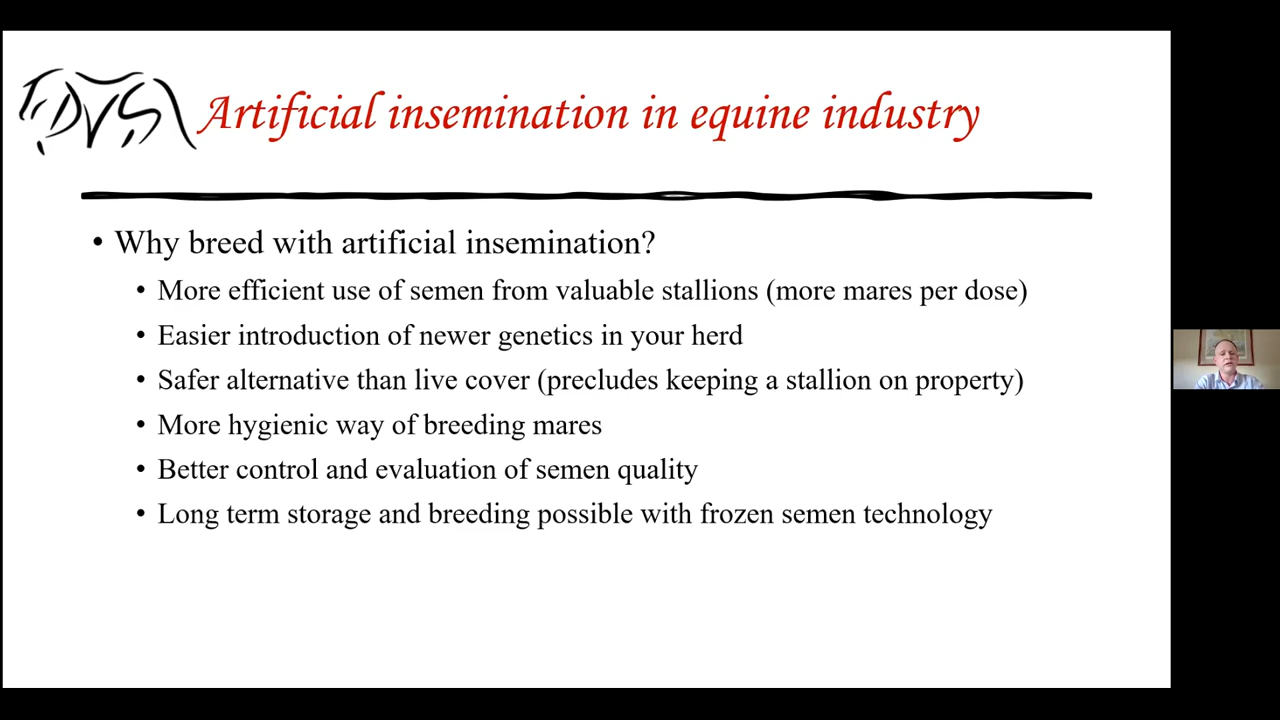 Artificial insemination in equine industry
• Why breed with artificial insemination?
• More efficient use of semen from valuable stallions (more mares per dose)
• Easier introduction of newer genetics in your herd
• Safer alternative than live cover (precludes keeping a stallion on property)
• More hygienic way of breeding mares
• Better control and evaluation of semen quality
• Long term storage and breeding possible with frozen semen technology